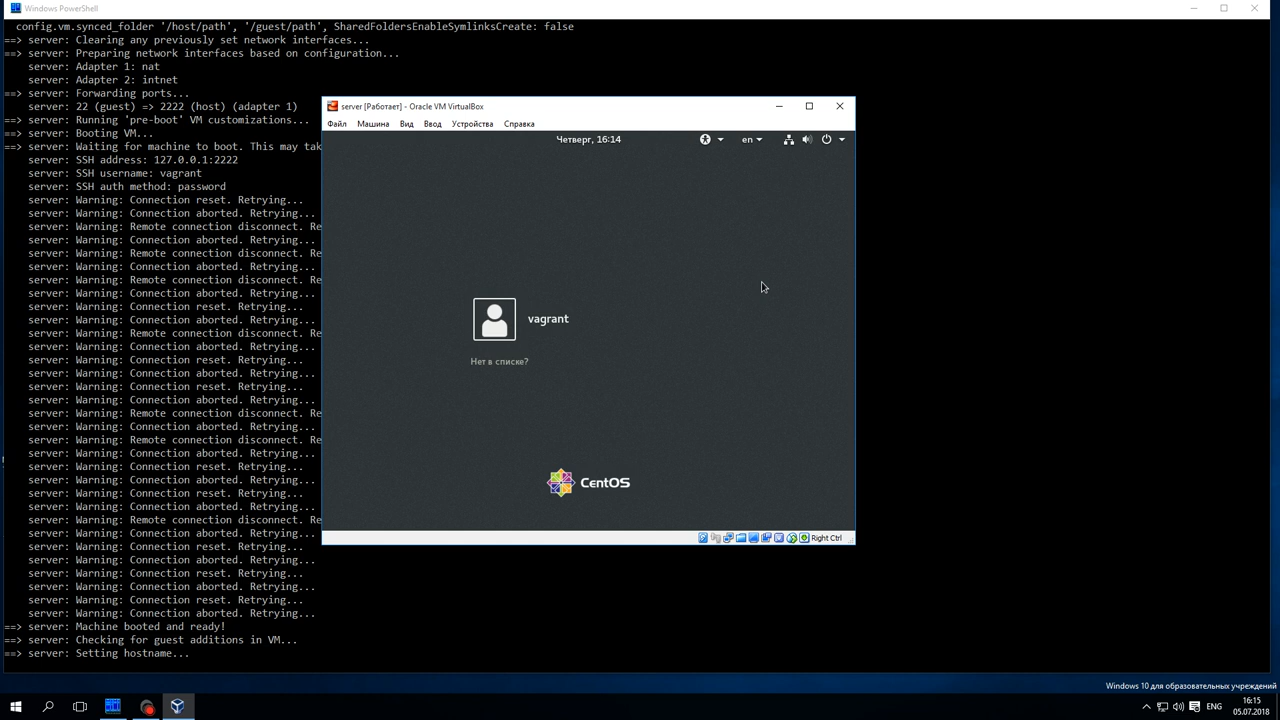 Windows PowerShell
config.vm.synced_folder '/host/path', '/guest/path', SharedFoldersEnableSymlinksCreate: false
==> server: Clearing any previously set network interfaces...
==> server: Preparing network interfaces based on configuration...
server: Adapter 1: nat
server: Adapter 2: intnet
==> server: Forwarding ports...
server: 22 (guest) => 2222 (host) (adapter 1)
==> server: Running 'pre-boot' VM customizations...
==> server: Booting VM...
==> server: Waiting for machine to boot. This may tak
server: SSH address: 127.0.0.1:2222
server: SSH username: vagrant
server: SSH auth method: password
server: Warning: Connection reset. Retrying...
server: Warning: Connection aborted. Retrying...
server: Warning: Remote connection disconnect. Re
server: Warning: Connection aborted. Retrying...
server: Warning: Remote connection disconnect. Re
server: Warning: Connection aborted. Retrying...
server: Warning: Remote connection disconnect. Re
server: Warning: Connection aborted. Retrying...
server: Warning: Connection reset. Retrying...
server: Warning: Connection aborted. Retrying...
server: Warning: Remote connection disconnect. Re
server: Warning: Connection aborted. Retrying...
server: Warning: Connection reset. Retrying...
server: Warning: Connection aborted. Retrying...
server: Warning: Connection reset. Retrying...
server: Warning: Connection aborted. Retrying...
server: Warning: Remote connection disconnect. Re
server: Warning: Connection aborted. Retrying...
server: Warning: Remote connection disconnect. Re
server: Warning: Connection aborted. Retrying...
server: Warning: Connection reset. Retrying...
server: Warning: Connection aborted. Retrying...
server: Warning: Connection reset. Retrying...
server: Warning: Connection aborted. Retrying...
server: Warning: Remote connection disconnect. Re
server: Warning: Connection aborted. Retrying...
server: Warning: Connection reset. Retrying...
server: Warning: Connection aborted. Retrying...
server: Warning: Connection reset. Retrying...
server: Warning: Connection aborted. Retrying...
server: Warning: Connection reset. Retrying...
server: Warning: Connection aborted. Retrying...
==> server: Machine booted and ready!
==> server: Checking for guest additions in VM...
==> server: Setting hostname...
server [Работает] - Oracle VM VirtualBox
Файл Машина Вид Ввод Устройства Справка
Четверг, 16:14 en
vagrant
Нет в списке?
CentOS
Right Ctrl
Windows 10 для образовательных учреждений
ENG
16:15
05.07.2018